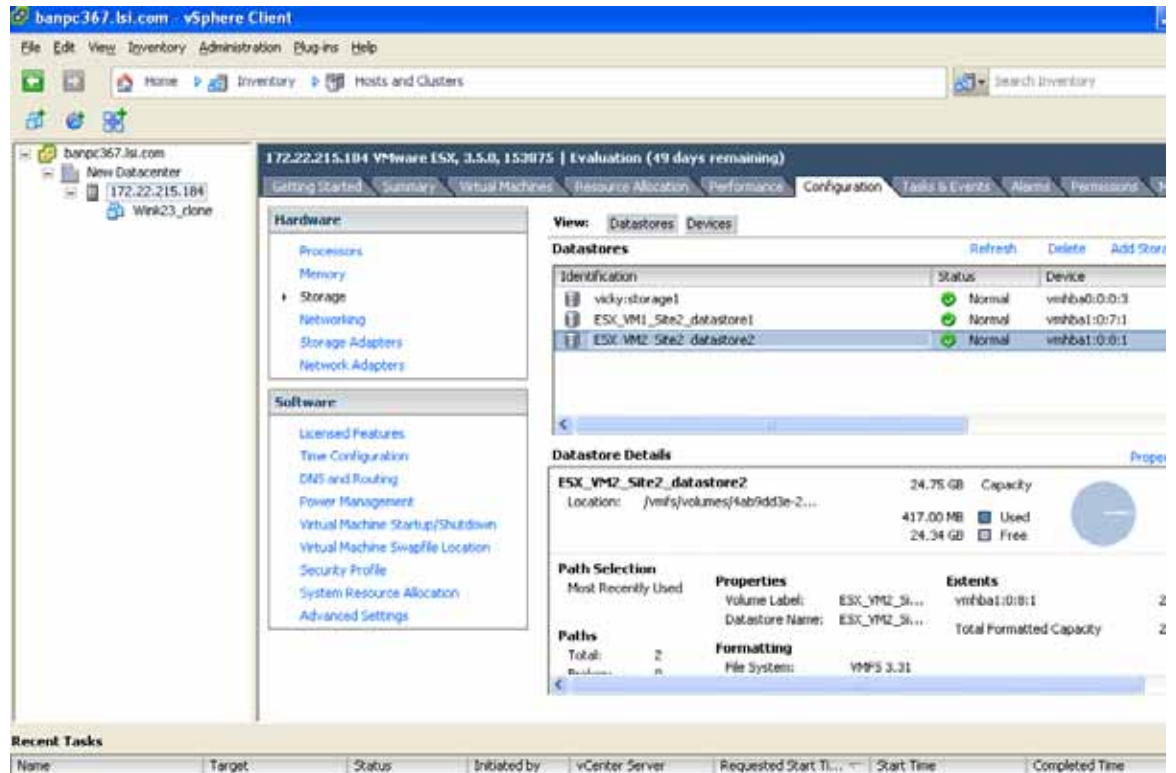 banpc367.lsi.com - vSphere Client
File Edit View Inventory Administration Plug-ins Help
Home Inventory Hosts and Clusters
Search Inventory
banpc367.lsi.com
New Datacenter
172.22.215.184
Wink23_clone
172.22.215.184 VMware ESX, 3.5.0, 153875 | Evaluation (49 days remaining)
Getting Started Summary Virtual Machines Resource Allocation Performance Configuration Tasks & Events Alarms Permissions
Hardware
Processors
Memory
Storage
Networking
Storage Adapters
Network Adapters
Software
Licensed Features
Time Configuration
DNS and Routing
Power Management
Virtual Machine Startup/Shutdown
Virtual Machine Swapfile Location
Security Profile
System Resource Allocation
Advanced Settings
View: Datastores Devices
Datastores Refresh Delete Add Stora
Identification Status Device
vicky:storage1 Normal vmhba0:0:0:3
ESX_VM1_Site2_datastore1 Normal vmhba1:0:7:1
ESX_VM2_Site2_datastore2 Normal vmhba1:0:8:1
Datastore Details Prope
ESX_VM2_Site2_datastore2 24.75 GB Capacity
Location: /vmfs/volumes/4ab9dd3e-2...
417.00 MB Used
24.34 GB Free
Path Selection
Most Recently Used
Paths
Total: 2
Broken: 0
Properties
Volume Label: ESX_VM2_Si...
Datastore Name: ESX_VM2_Si...
Formatting
File System: VMFS 3.31
Extents
vmhba1:0:8:1 2
Total Formatted Capacity 2
Recent Tasks
Name Target Status Initiated by vCenter Server Requested Start Ti... Start Time Completed Time